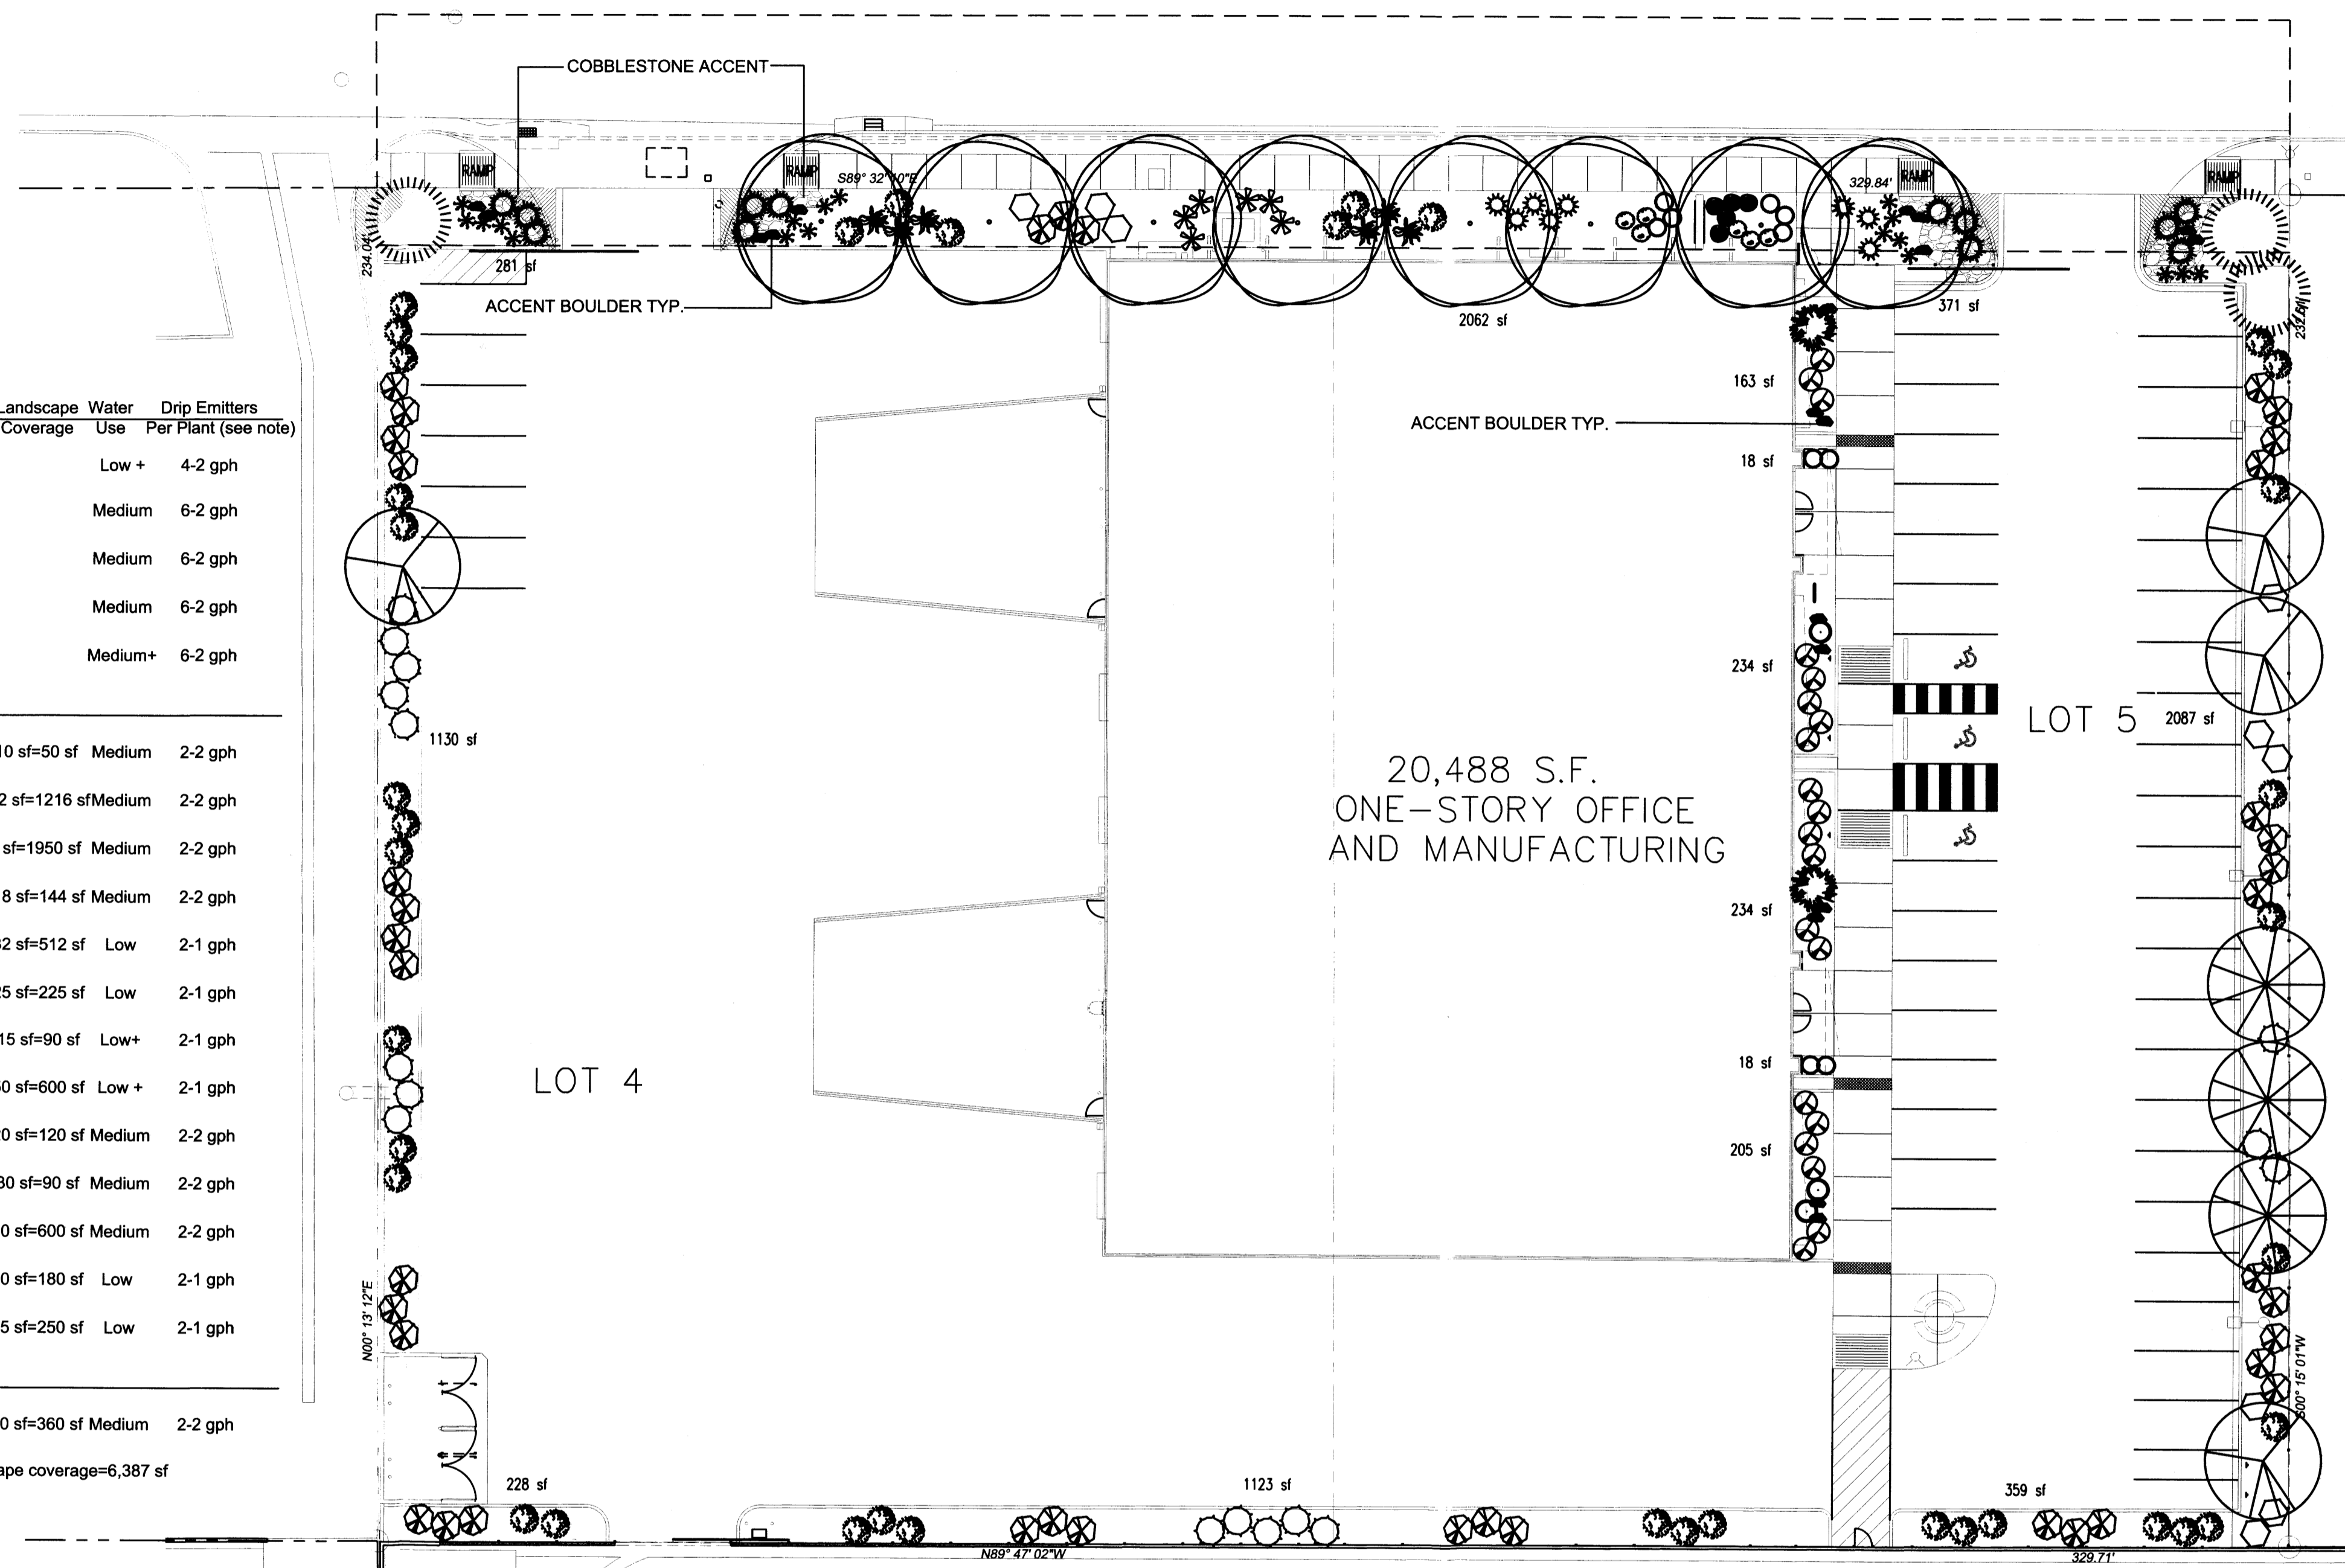 COBBLESTONE ACCENT
RAMP
RAMP
RAMP
RAMP
S89° 32' 10"E
329.84'
234.04'
281 sf
ACCENT BOULDER TYP.
2062 sf
371 sf
163 sf
ACCENT BOULDER TYP.
18 sf
234 sf
LOT 5
2087 sf
1130 sf
20,488 S.F.
ONE-STORY OFFICE
AND MANUFACTURING
234 sf
18 sf
LOT 4
205 sf
N00° 13' 12"E
S00° 15' 01"W
228 sf
1123 sf
359 sf
N89° 47' 02"W
329.71'
Landscape Water Drip Emitters
Coverage Use Per Plant (see note)
Low + 4-2 gph
Medium 6-2 gph
Medium 6-2 gph
Medium 6-2 gph
Medium+ 6-2 gph
10 sf=50 sf Medium 2-2 gph
2 sf=1216 sf Medium 2-2 gph
sf=1950 sf Medium 2-2 gph
8 sf=144 sf Medium 2-2 gph
32 sf=512 sf Low 2-1 gph
25 sf=225 sf Low 2-1 gph
15 sf=90 sf Low+ 2-1 gph
0 sf=600 sf Low + 2-1 gph
20 sf=120 sf Medium 2-2 gph
30 sf=90 sf Medium 2-2 gph
0 sf=600 sf Medium 2-2 gph
0 sf=180 sf Low 2-1 gph
5 sf=250 sf Low 2-1 gph
0 sf=360 sf Medium 2-2 gph
ape coverage=6,387 sf